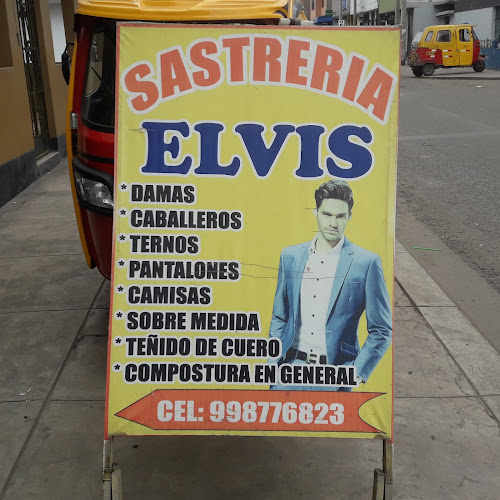 SASTRERIA
ELVIS
* DAMAS
* CABALLEROS
* TERNOS
* PANTALONES
* CAMISAS
* SOBRE MEDIDA
* TEÑIDO DE CUERO
* COMPOSTURA EN GENERAL
CEL: 998776823